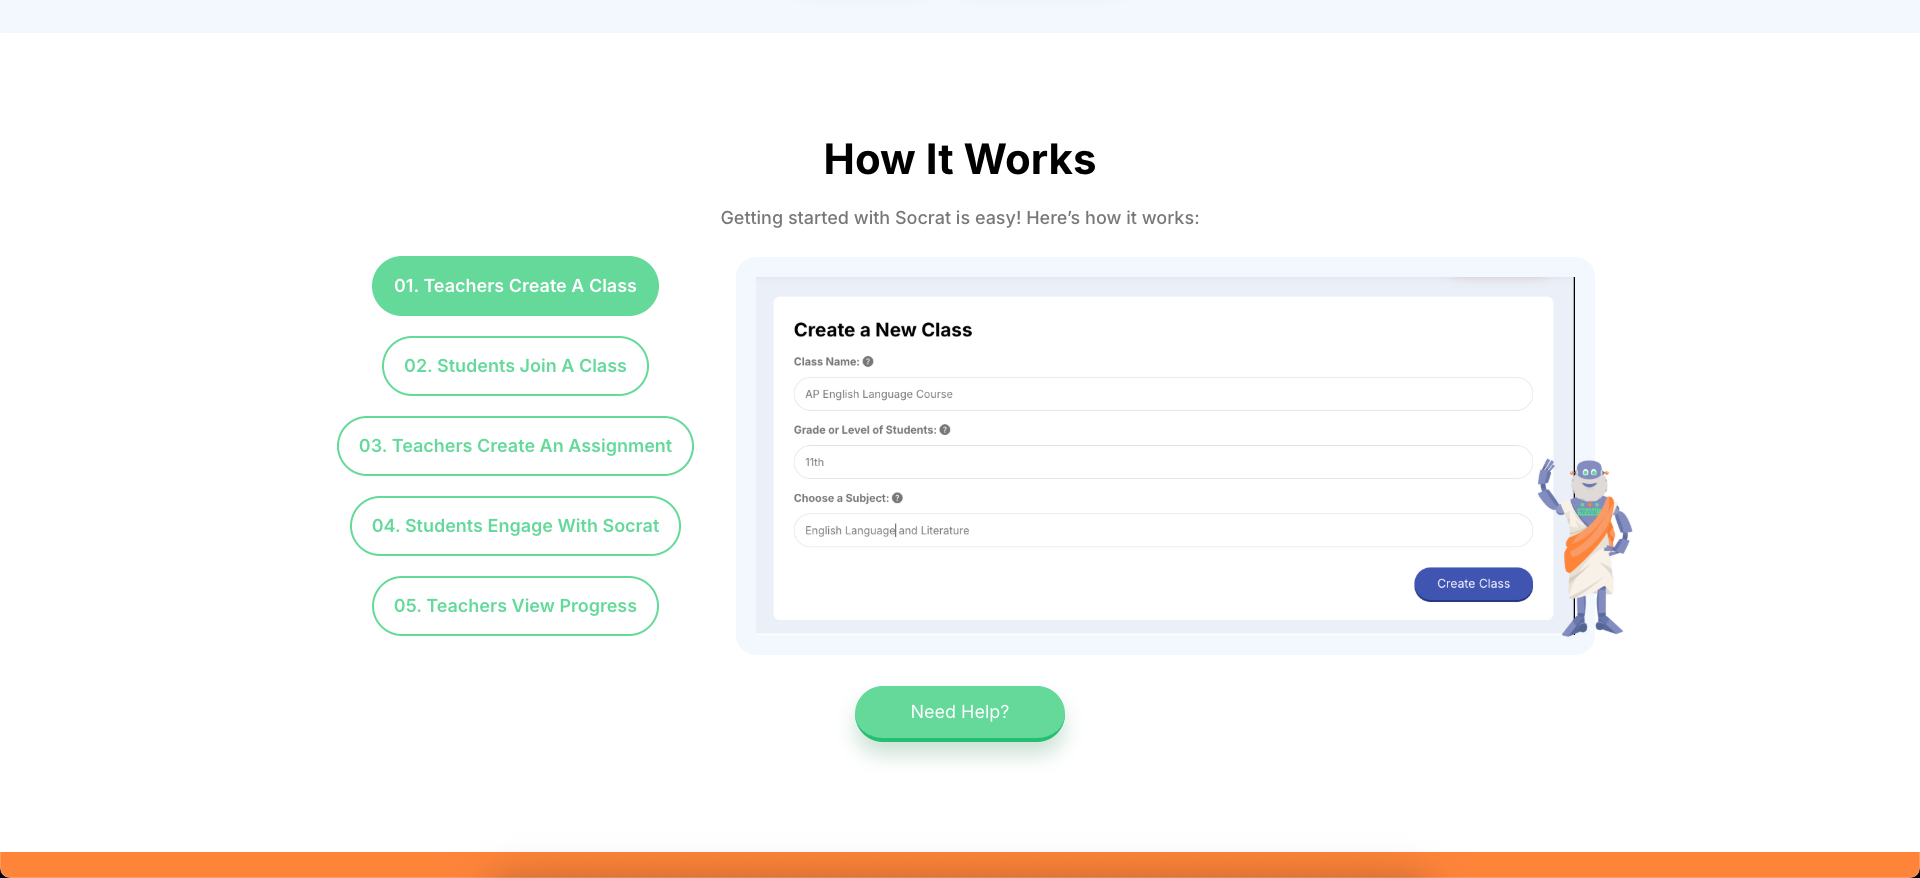 How It Works
Getting started with Socrat is easy! Here's how it works:
01. Teachers Create A Class
02. Students Join A Class
03. Teachers Create An Assignment
04. Students Engage With Socrat
05. Teachers View Progress
Create a New Class
Class Name: ?
AP English Language Course
Grade or Level of Students: ?
11th
Choose a Subject: ?
English Language and Literature
Create Class
Need Help?